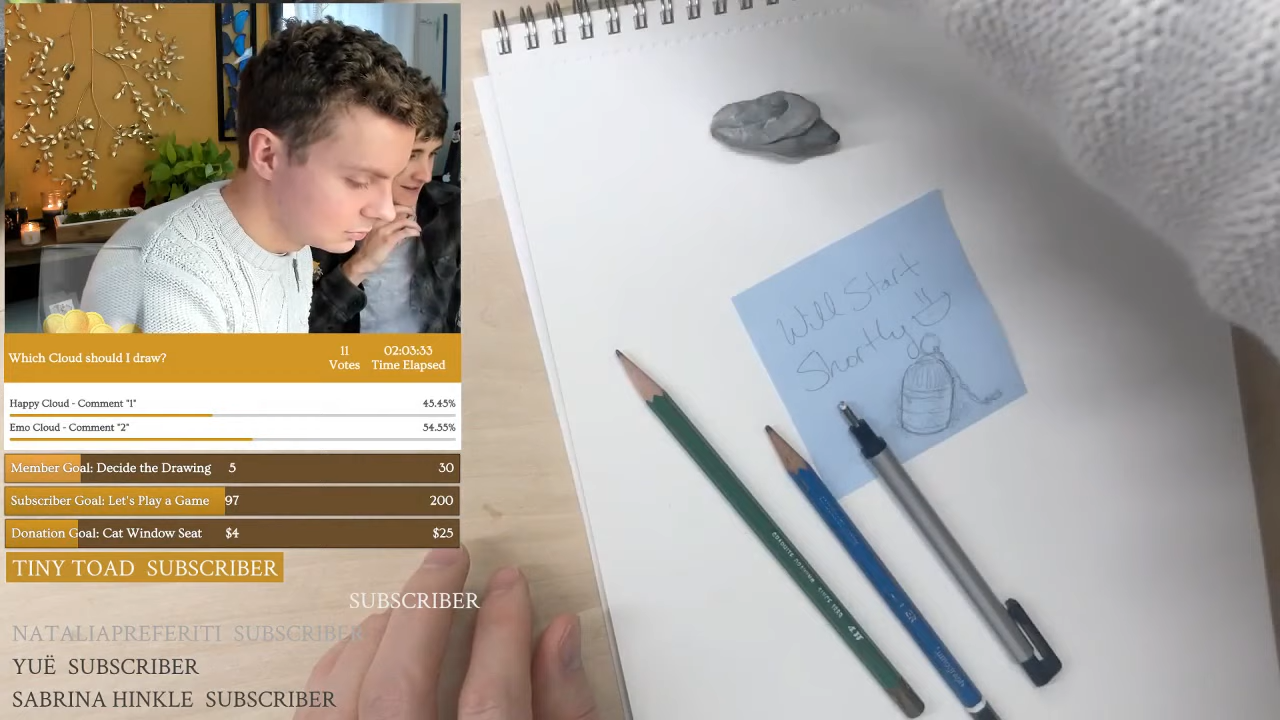 Which Cloud should I draw?
11 Votes
02:03:33 Time Elapsed
Happy Cloud - Comment "1" 45.45%
Emo Cloud - Comment "2" 54.55%
Member Goal: Decide the Drawing 5 30
Subscriber Goal: Let's Play a Game 97 200
Donation Goal: Cat Window Seat $4 $25
TINY TOAD SUBSCRIBER
SUBSCRIBER
NATALIAPREFERITI SUBSCRIBER
YUË SUBSCRIBER
SABRINA HINKLE SUBSCRIBER
Will Start
Shortly